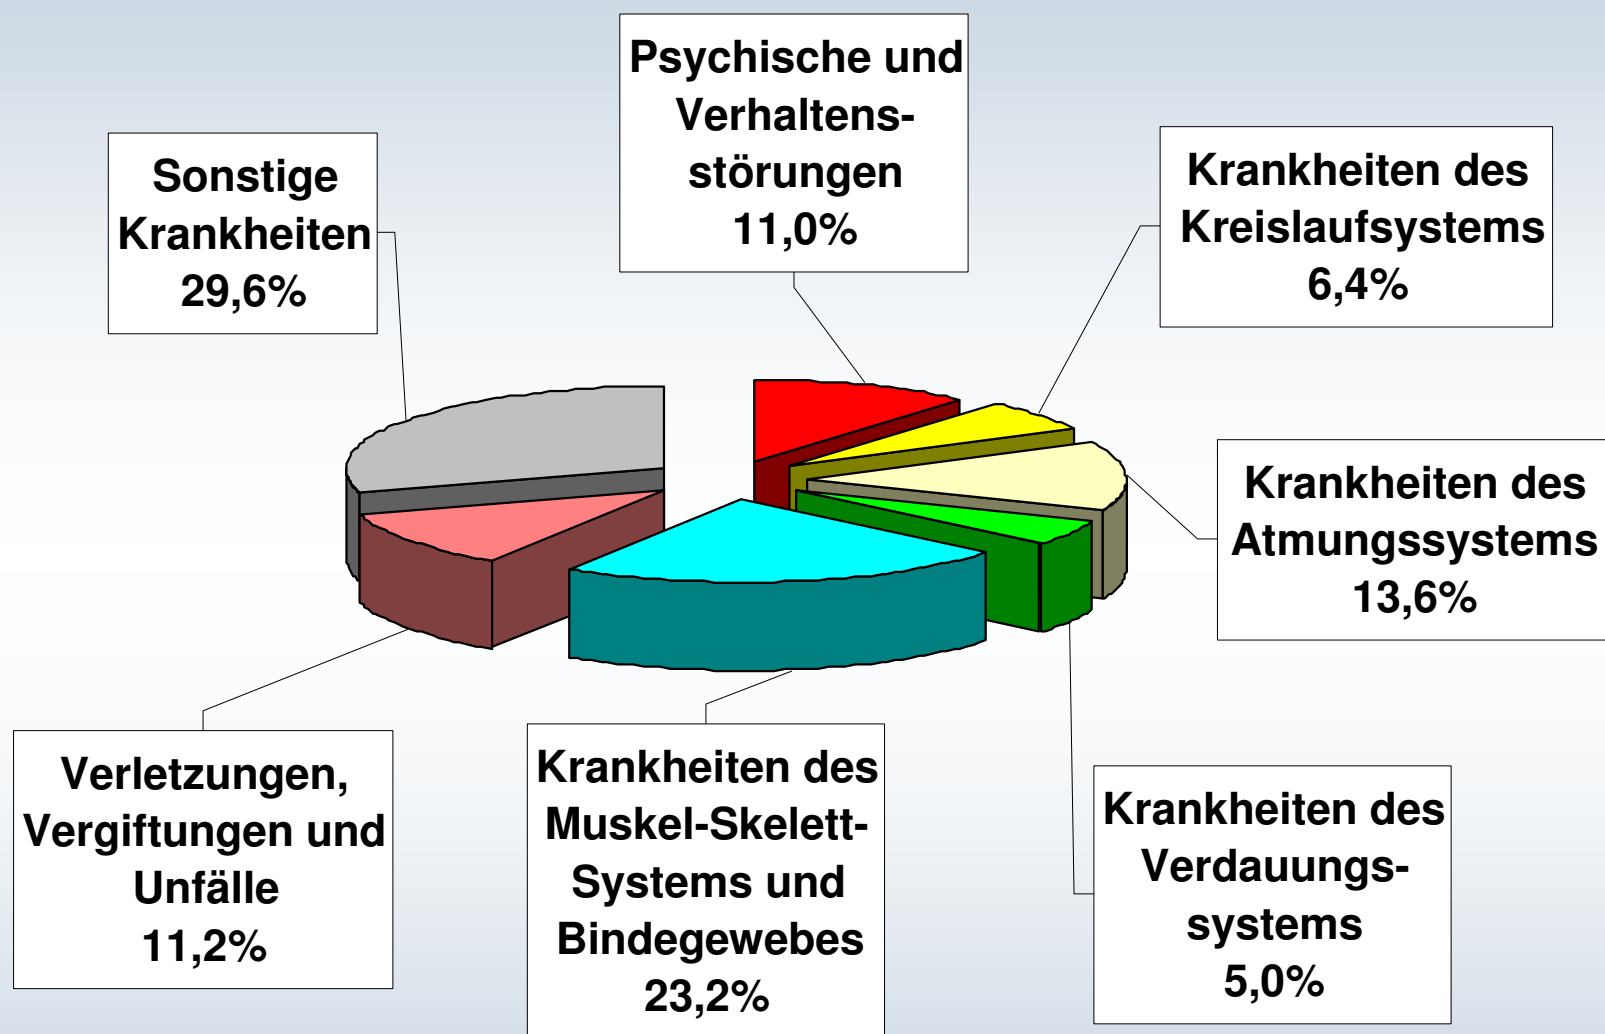 Psychische und
Verhaltens-
störungen
11,0%
Sonstige
Krankheiten
29,6%
Krankheiten des
Kreislaufsystems
6,4%
Krankheiten des
Atmungssystems
13,6%
Verletzungen,
Vergiftungen und
Unfälle
11,2%
Krankheiten des
Muskel-Skelett-
Systems und
Bindegewebes
23,2%
Krankheiten des
Verdauungs-
systems
5,0%